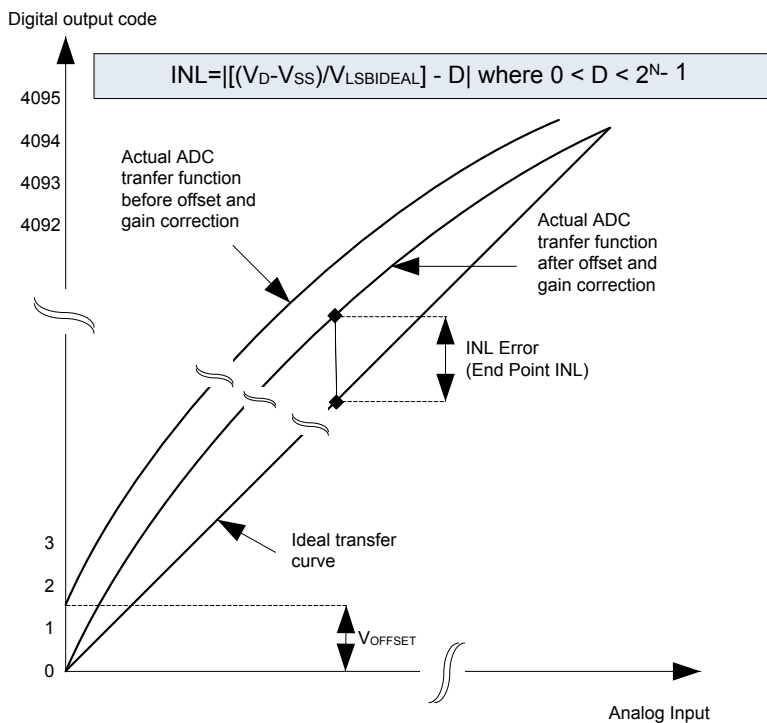 Digital output code
INL=|[(VD-VSS)/VLSBIDEAL] - D| where 0 < D < 2^N- 1
4095
4094
4093
4092
Actual ADC
tranfer function
before offset and
gain correction
Actual ADC
tranfer function
after offset and
gain correction
INL Error
(End Point INL)
Ideal transfer
curve
3
2
1
0
VOFFSET
Analog Input